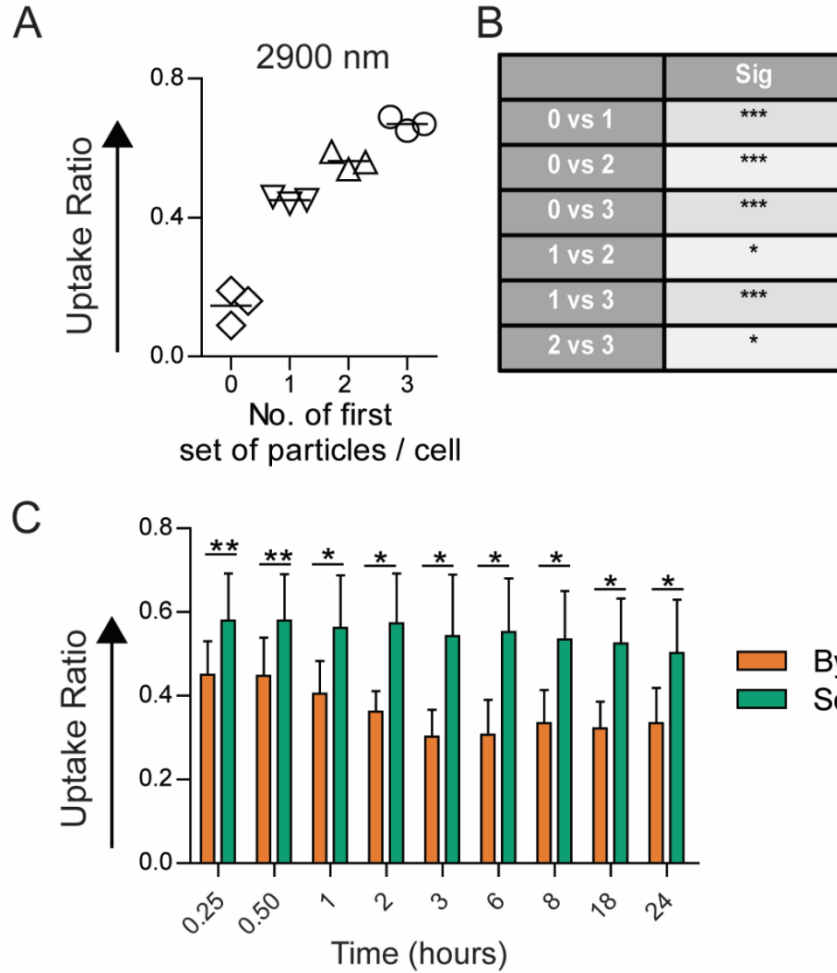 A
2900 nm
0.8
0.4
0.0
Uptake Ratio
0 1 2 3
No. of first
set of particles / cell
B
Sig
0 vs 1 ***
0 vs 2 ***
0 vs 3 ***
1 vs 2 *
1 vs 3 ***
2 vs 3 *
C
0.8
0.6
0.4
0.2
0.0
Uptake Ratio
** ** * * * * * * *
0.25 0.50 1 2 3 6 8 18 24
Time (hours)